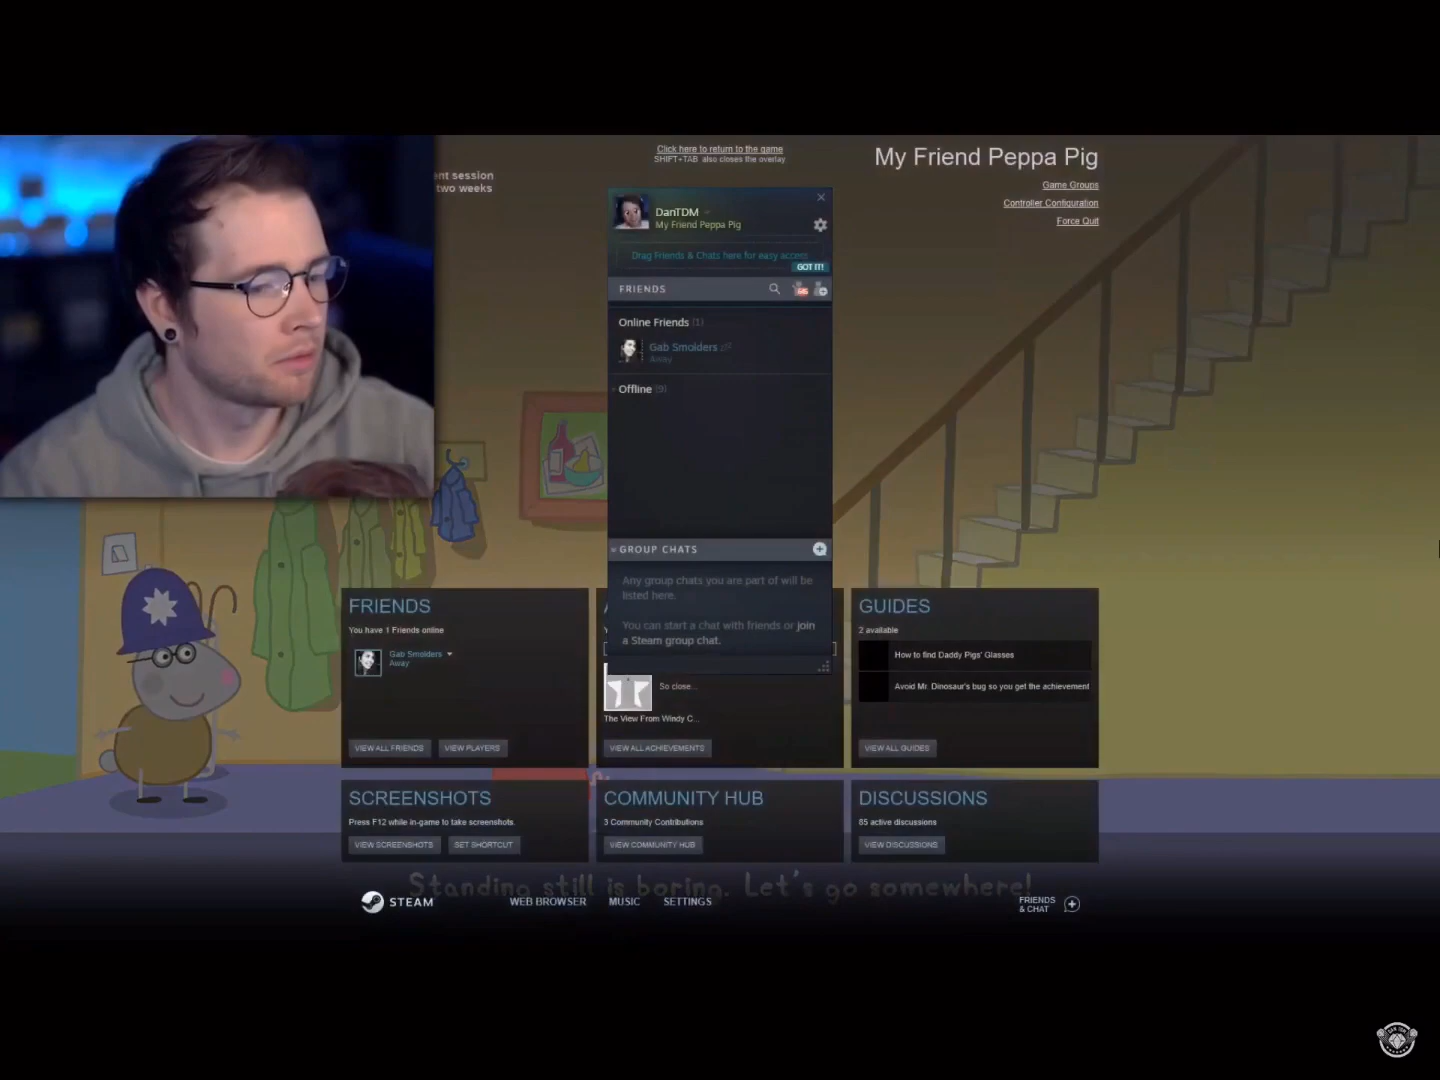 Click here to return to the game
SHIFT+TAB also closes the overlay
My Friend Peppa Pig
Game Groups
Controller Configuration
Force Quit
ent session
two weeks
DanTDM
My Friend Peppa Pig
Drag Friends & Chats here for easy access
GOT IT!
FRIENDS
Online Friends (1)
Gab Smolders
Away
Offline (9)
GROUP CHATS
Any group chats you are part of will be
listed here.
You can start a chat with friends or join
a Steam group chat.
FRIENDS
You have 1 Friends online
Gab Smolders
Away
VIEW ALL FRIENDS VIEW PLAYERS
So close...
The View From Windy C...
VIEW ALL ACHIEVEMENTS
GUIDES
2 available
How to find Daddy Pigs' Glasses
Avoid Mr. Dinosaur's bug so you get the achievement
VIEW ALL GUIDES
SCREENSHOTS
Press F12 while in-game to take screenshots.
VIEW SCREENSHOTS SET SHORTCUT
COMMUNITY HUB
3 Community Contributions
VIEW COMMUNITY HUB
DISCUSSIONS
85 active discussions
VIEW DISCUSSIONS
Standing still is boring. Let's go somewhere!
STEAM WEB BROWSER MUSIC SETTINGS
FRIENDS
& CHAT